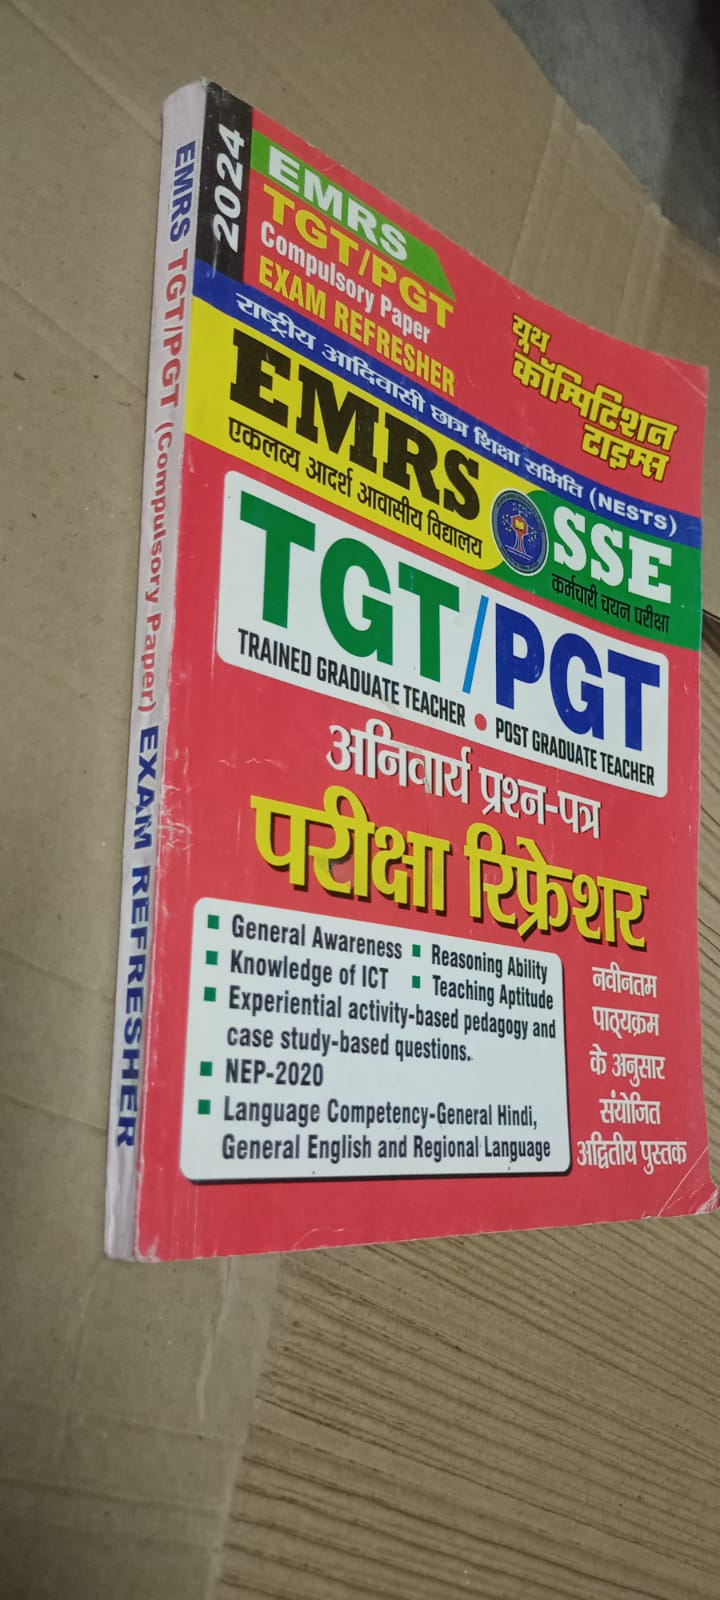 EMRS TGT/PGT (Compulsory Paper) EXAM REFRESHER
2024
EMRS
TGT/PGT
Compulsory Paper
EXAM REFRESHER
यूथ
कॉम्पिटिशन
टाइम्स
राष्ट्रीय आदिवासी छात्र शिक्षा समिति (NESTS)
EMRS
एकलव्य आदर्श आवासीय विद्यालय
SSE
कर्मचारी चयन परीक्षा
TGT/PGT
TRAINED GRADUATE TEACHER • POST GRADUATE TEACHER
अनिवार्य प्रश्न-पत्र
परीक्षा रिफ्रेशर
General Awareness ▪ Reasoning Ability
Knowledge of ICT ▪ Teaching Aptitude
Experiential activity-based pedagogy and
case study-based questions.
NEP-2020
Language Competency-General Hindi,
General English and Regional Language
नवीनतम
पाठ्यक्रम
के अनुसार
संयोजित
अद्वितीय पुस्तक